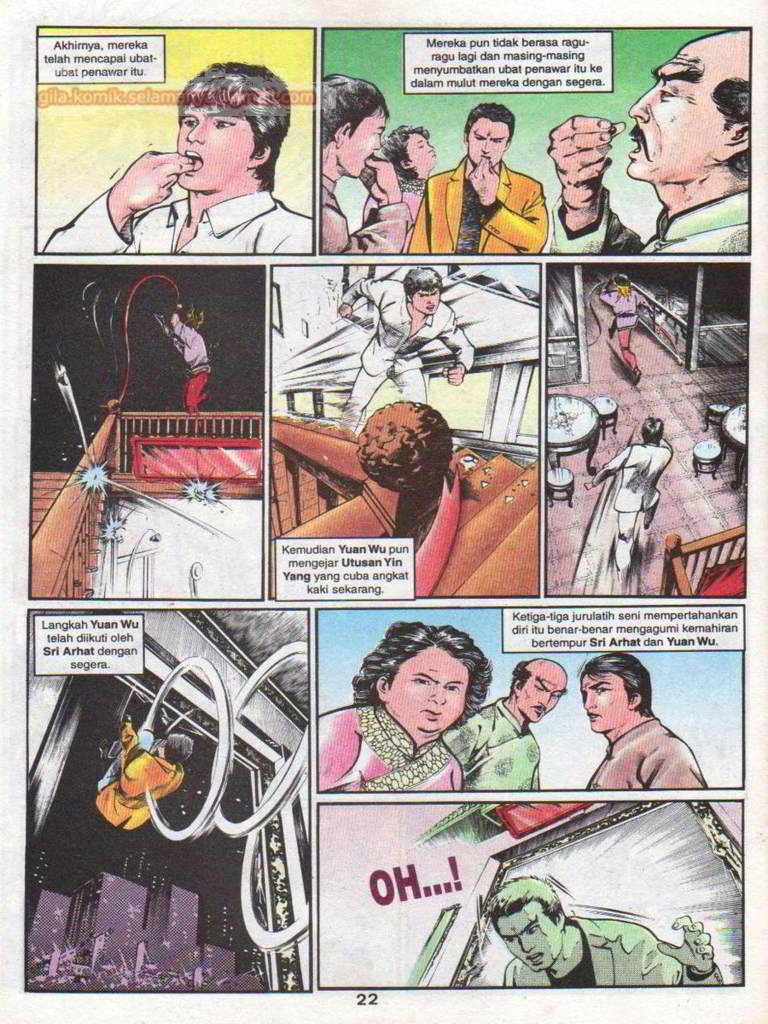 Akhirnya, mereka
telah mencapai ubat-
ubat penawar itu.
Mereka pun tidak berasa ragu-
ragu lagi dan masing-masing
menyumbatkan ubat penawar itu ke
dalam mulut mereka dengan segera.
Kemudian Yuan Wu pun
mengejar Utusan Yin
Yang yang cuba angkat
kaki sekarang.
Langkah Yuan Wu
telah diikuti oleh
Sri Arhat dengan
segera.
Ketiga-tiga jurulatih seni mempertahankan
diri itu benar-benar mengagumi kemahiran
bertempur Sri Arhat dan Yuan Wu.
OH...!
22